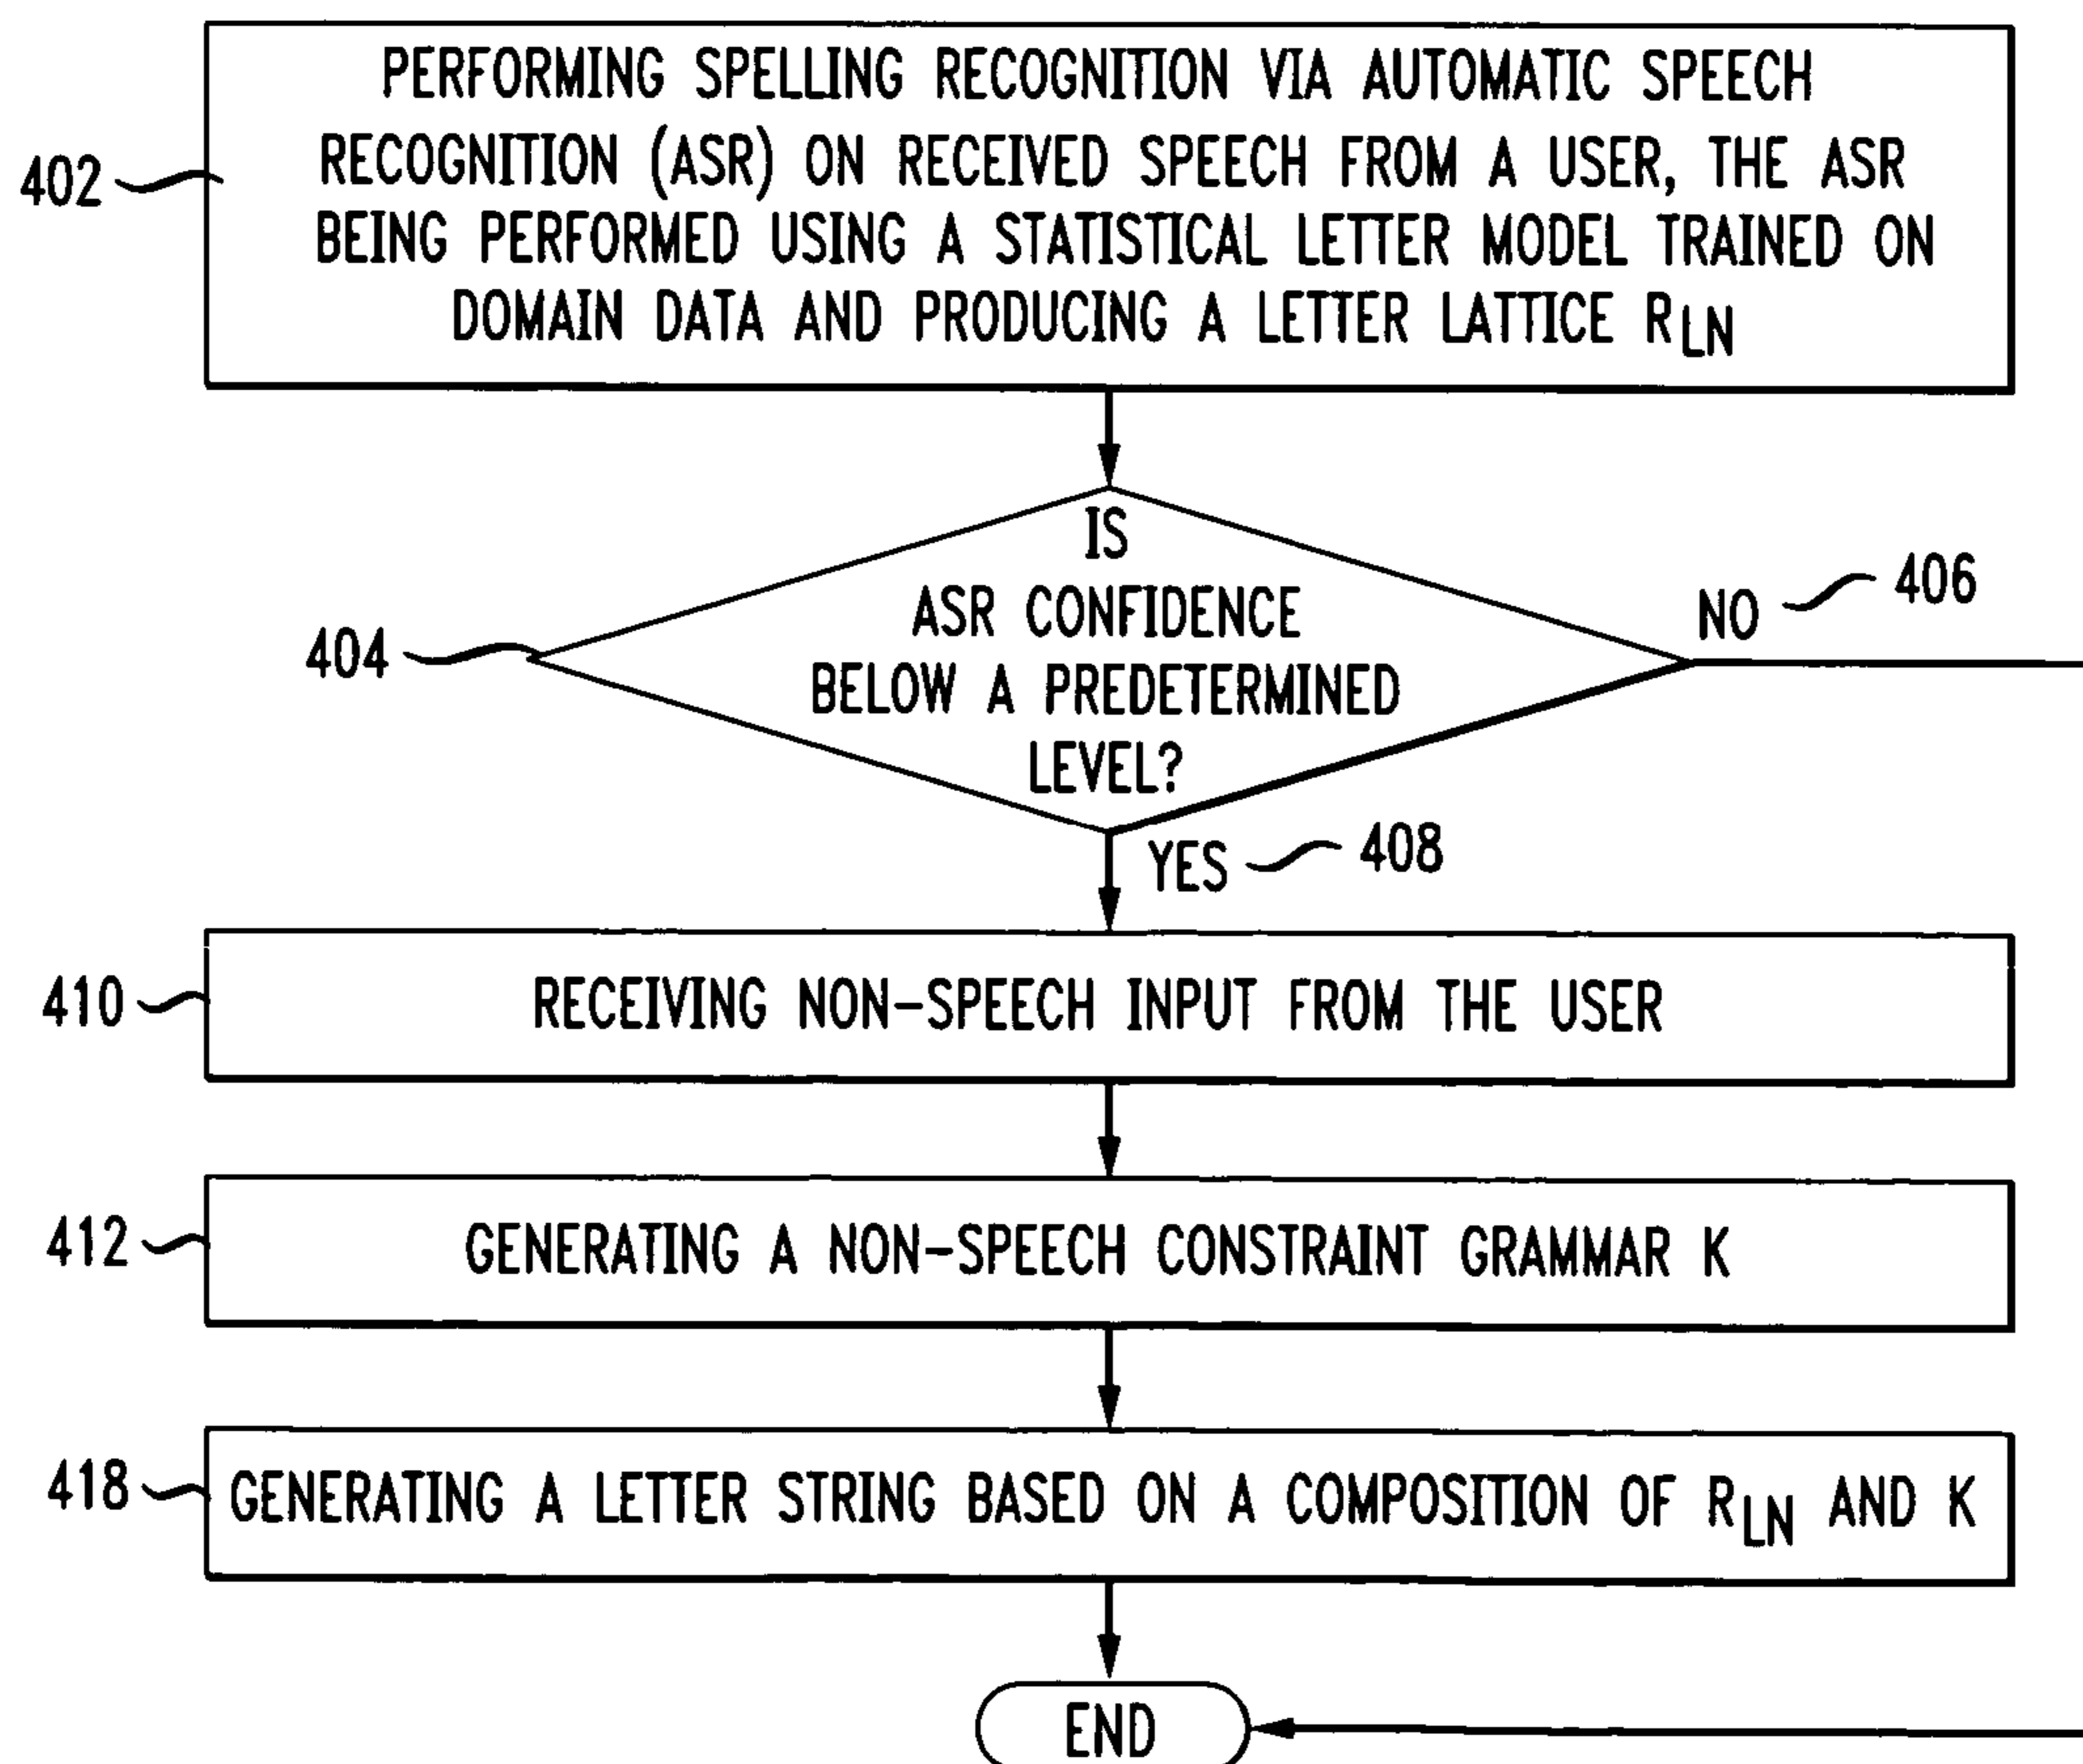 PERFORMING SPELLING RECOGNITION VIA AUTOMATIC SPEECH
RECOGNITION (ASR) ON RECEIVED SPEECH FROM A USER, THE ASR
BEING PERFORMED USING A STATISTICAL LETTER MODEL TRAINED ON
DOMAIN DATA AND PRODUCING A LETTER LATTICE RLN
402
IS
ASR CONFIDENCE
BELOW A PREDETERMINED
LEVEL?
404
NO
406
YES
408
410
RECEIVING NON-SPEECH INPUT FROM THE USER
412
GENERATING A NON-SPEECH CONSTRAINT GRAMMAR K
418
GENERATING A LETTER STRING BASED ON A COMPOSITION OF RLN AND K
END